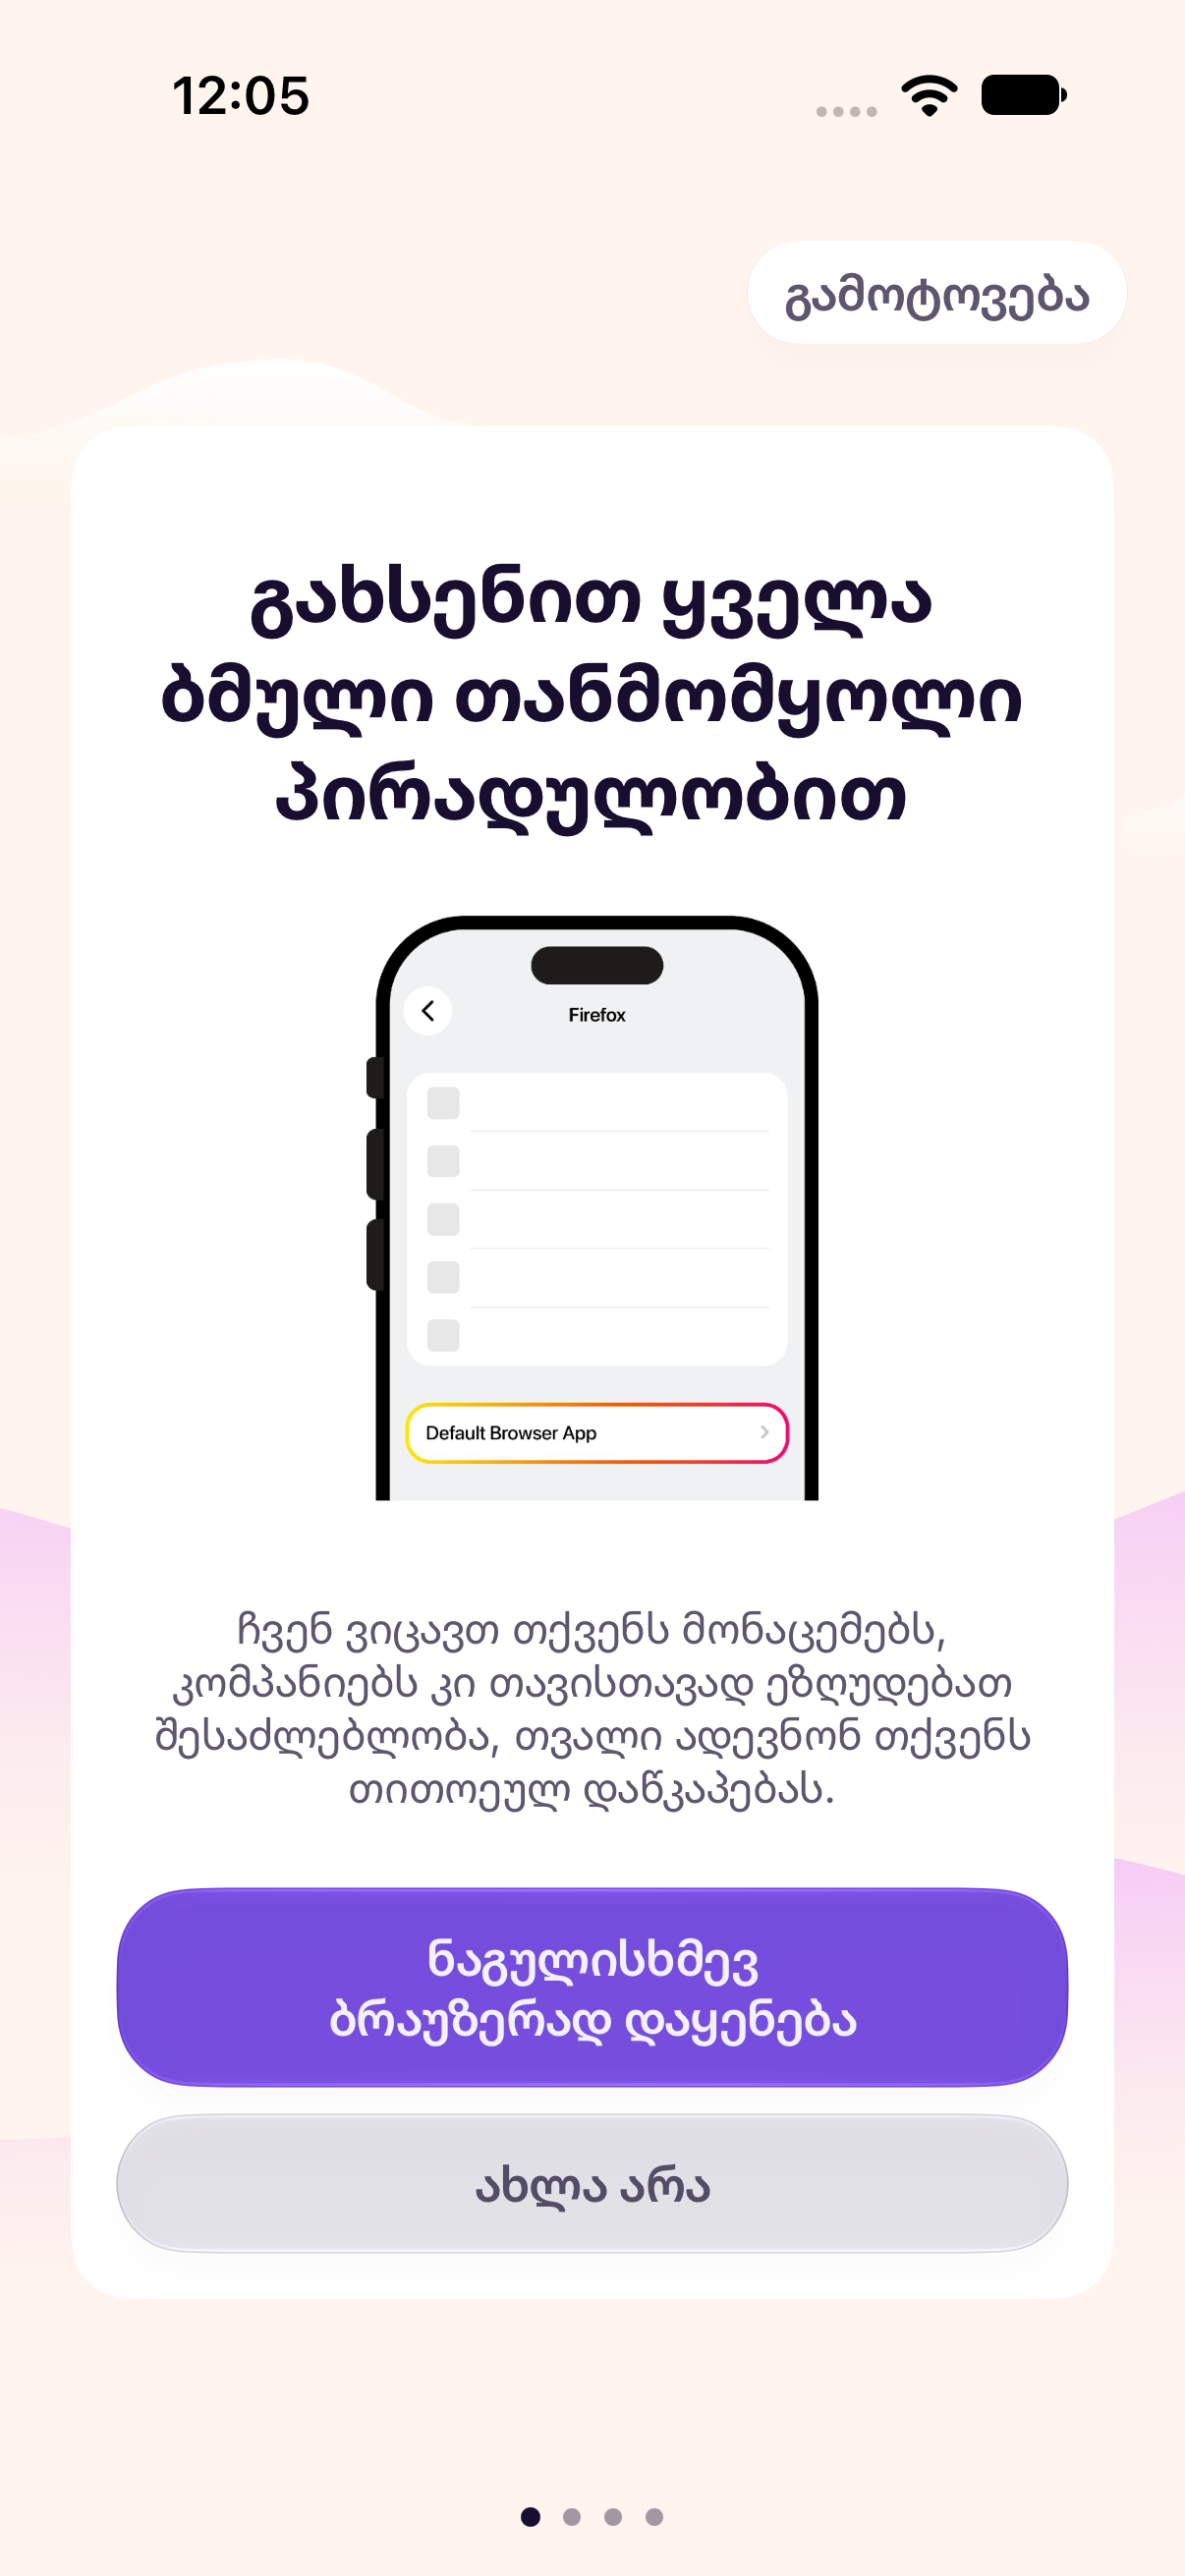 12:05
გამოტოვება
გახსენით ყველა
ბმული თანმომყოლი
პირადულობით
Firefox
Default Browser App
ჩვენ ვიცავთ თქვენს მონაცემებს,
კომპანიებს კი თავისთავად ეზღუდებათ
შესაძლებლობა, თვალი ადევნონ თქვენს
თითოეულ დაწკაპებას.
ნაგულისხმევ
ბრაუზერად დაყენება
ახლა არა